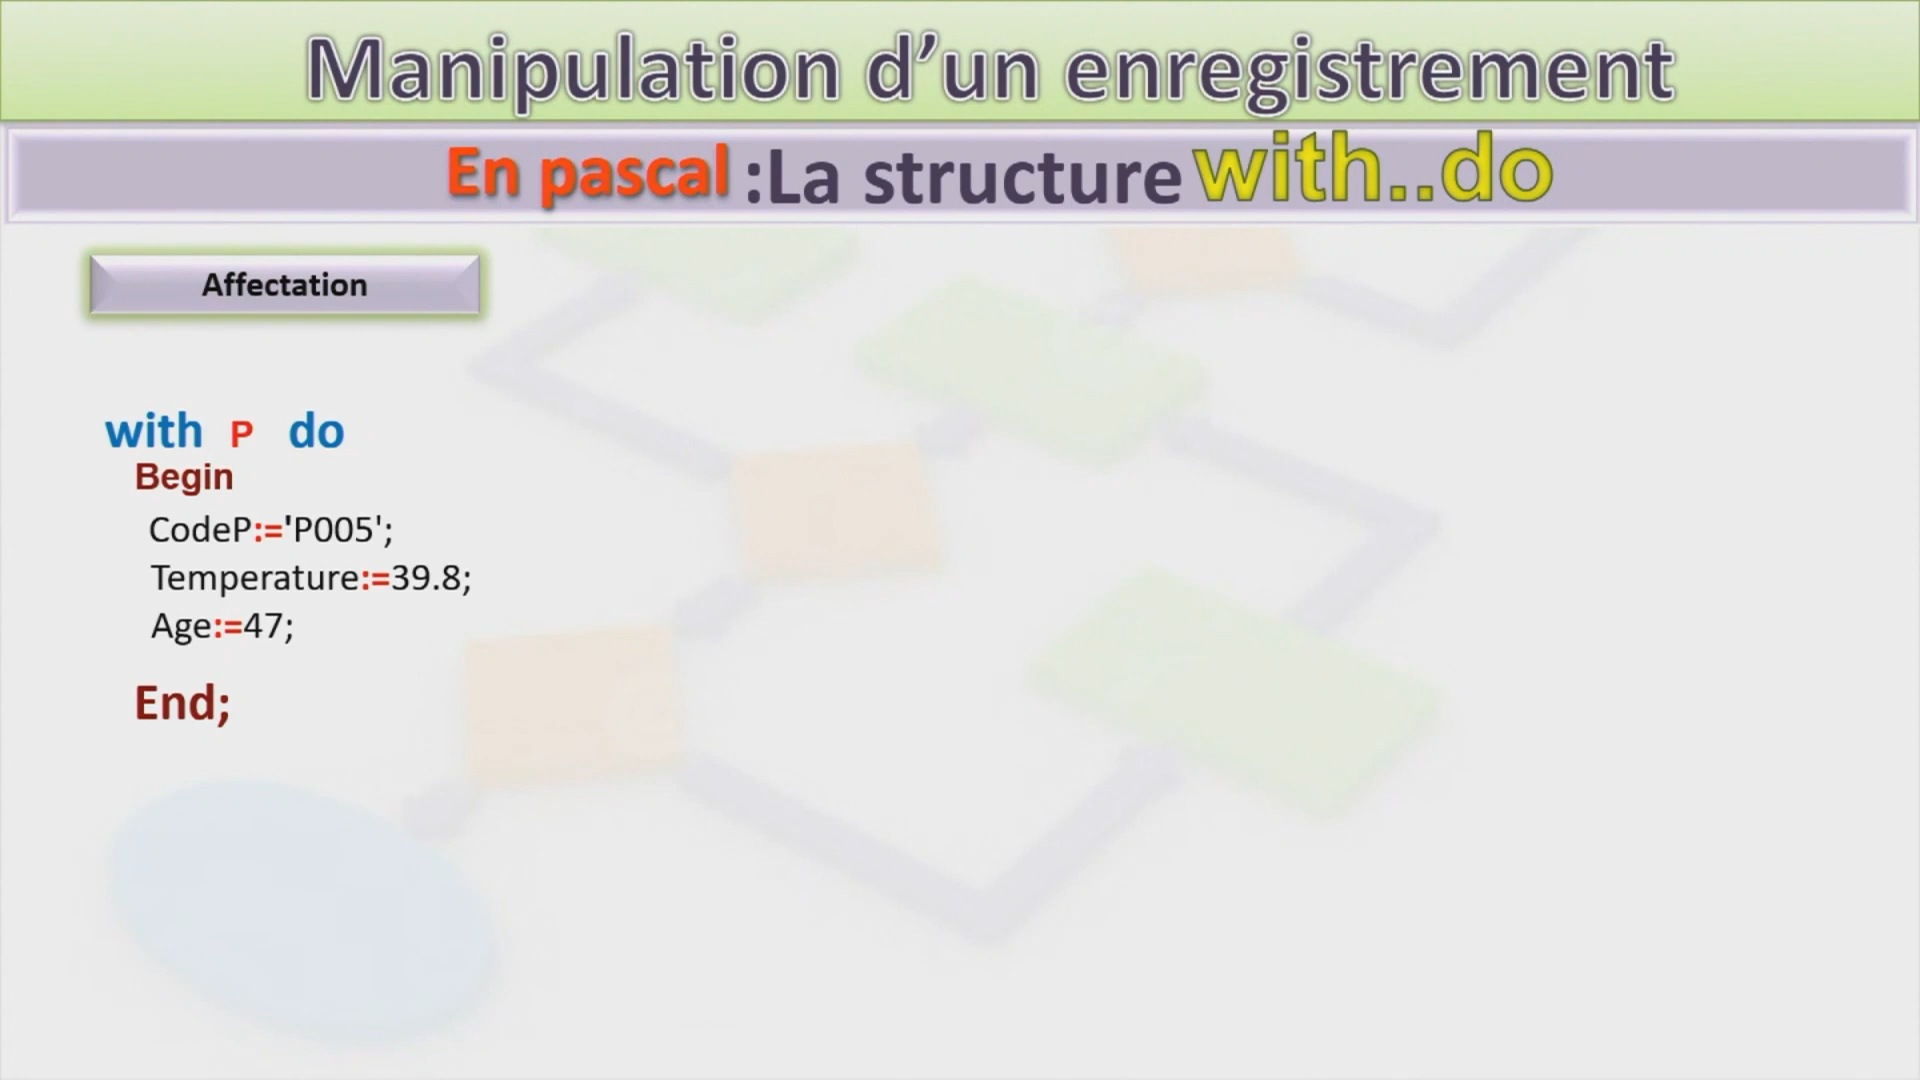 Manipulation d’un enregistrement
En pascal :La structure with..do
Affectation
with P do
Begin
CodeP:='P005';
Temperature:=39.8;
Age:=47;
End;